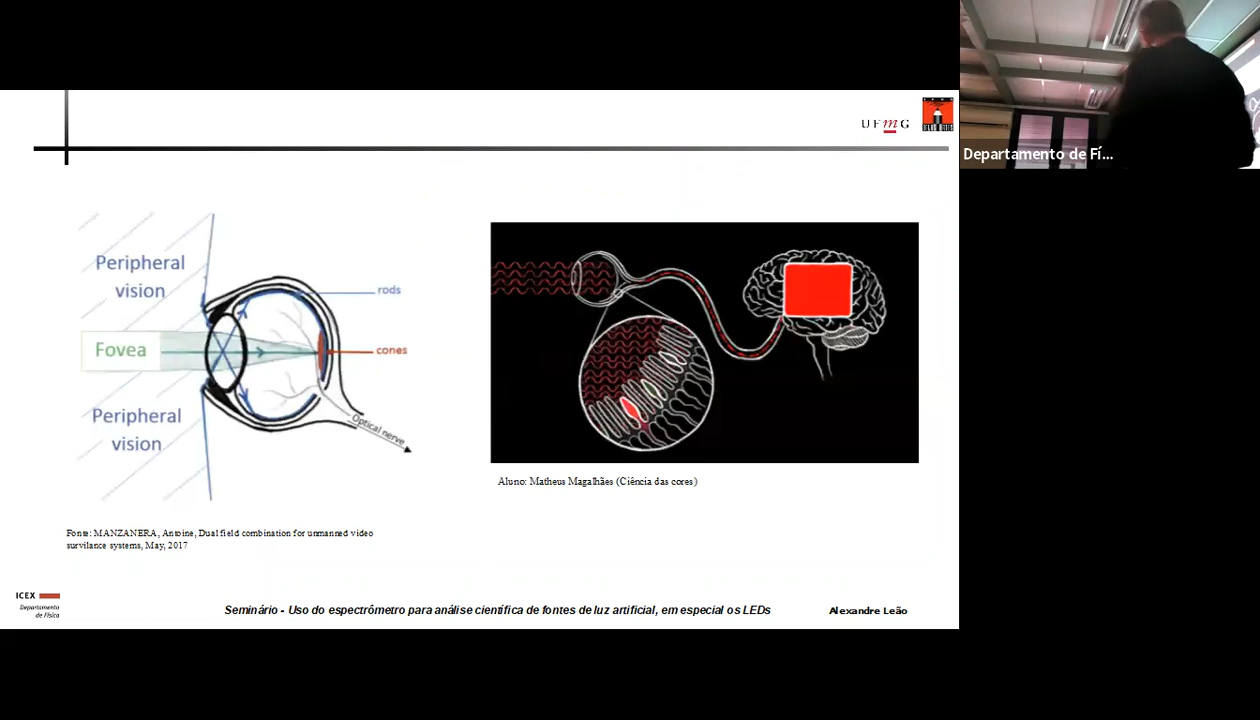 UFmG
Departamento de Fí...
Peripheral
vision
rods
Fovea
cones
Peripheral
vision
Optical nerve
Aluno: Matheus Magalhães (Ciência das cores)
Fonte: MANZANERA, Antoine, Dual field combination for unmanned video
survilance systems, May, 2017
ICEX
Departamento
de Física
Seminário - Uso do espectrômetro para análise científica de fontes de luz artificial, em especial os LEDs
Alexandre Leão